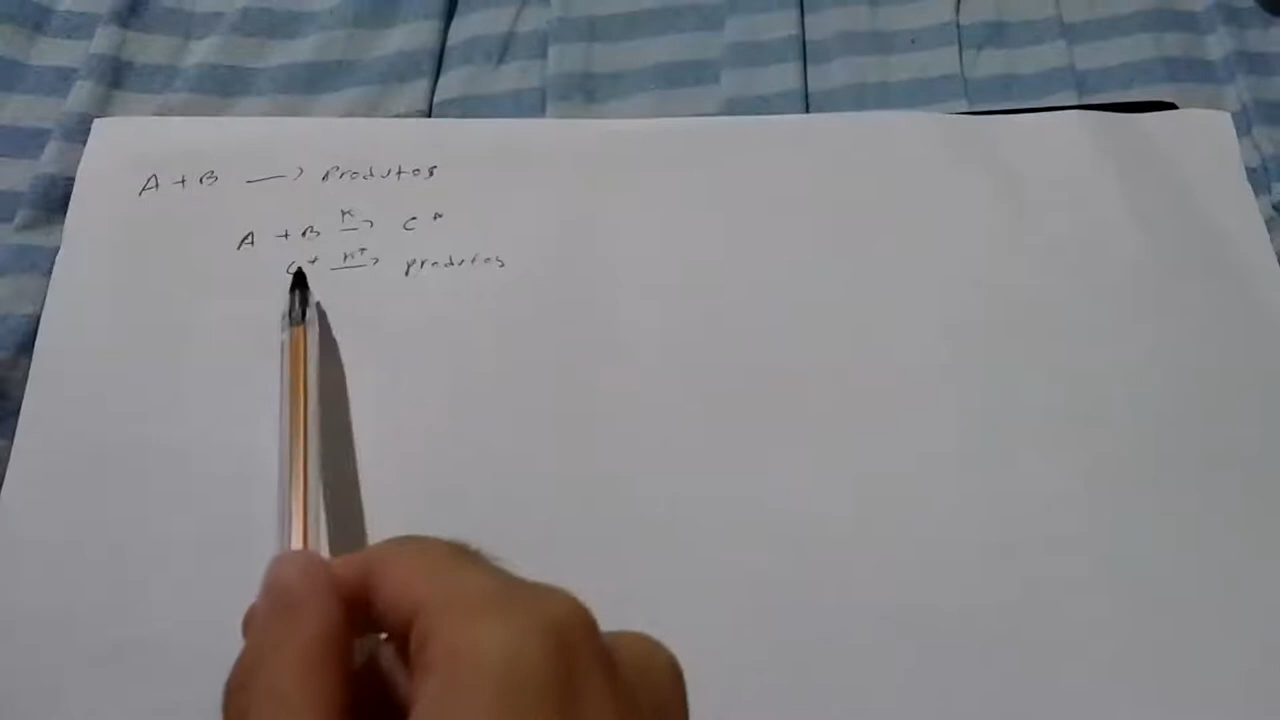 A + B → Produtos
A + B →K C *
C* →K* produtos